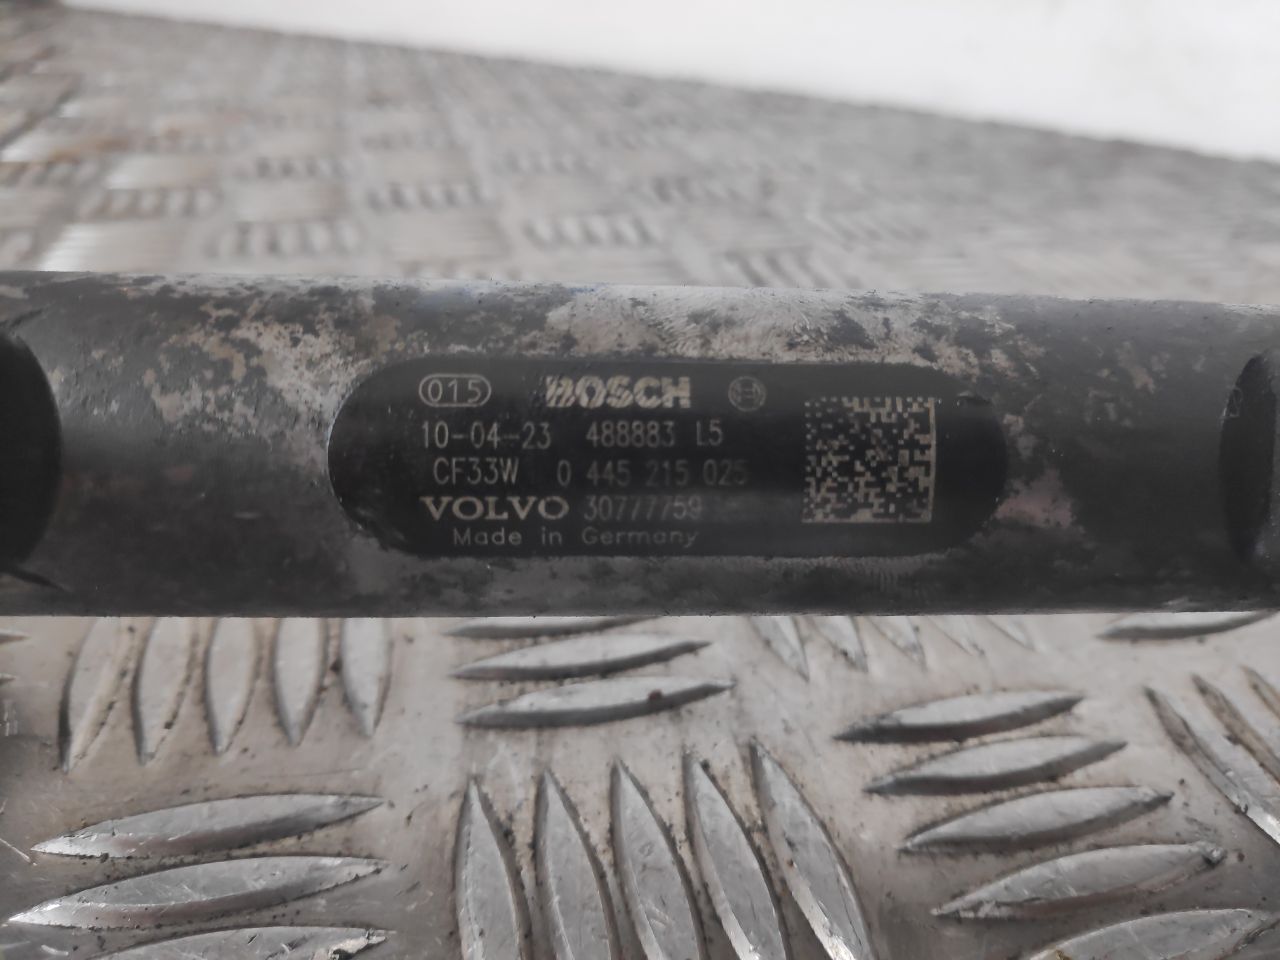 015 BOSCH
10-04-23 488883 L5
CF33W 0 445 215 025
VOLVO 30777759
Made in Germany